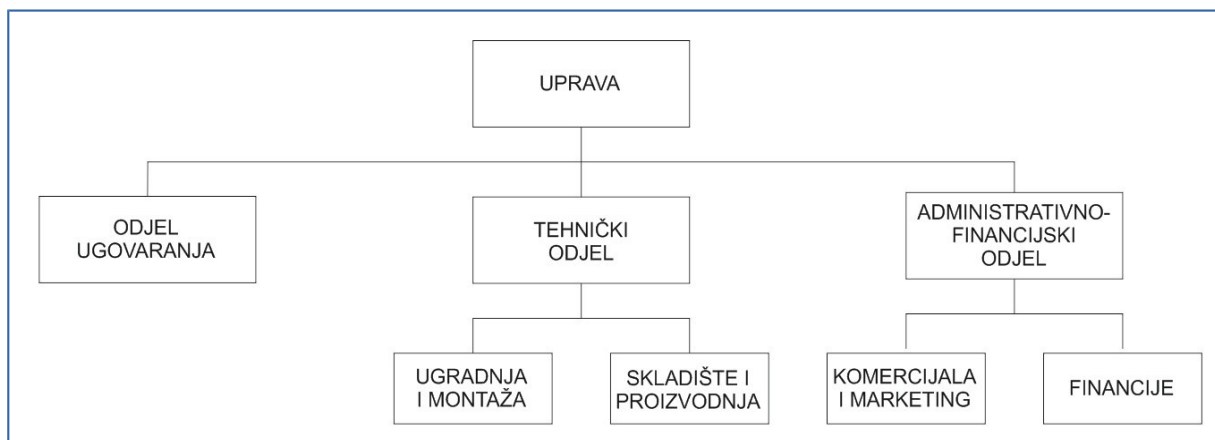 UPRAVA
ODJEL
UGOVARANJA
TEHNIČKI
ODJEL
ADMINISTRATIVNO-
FINANCIJSKI
ODJEL
UGRADNJA
I MONTAŽA
SKLADIŠTE I
PROIZVODNJA
KOMERCIJALA
I MARKETING
FINANCIJE